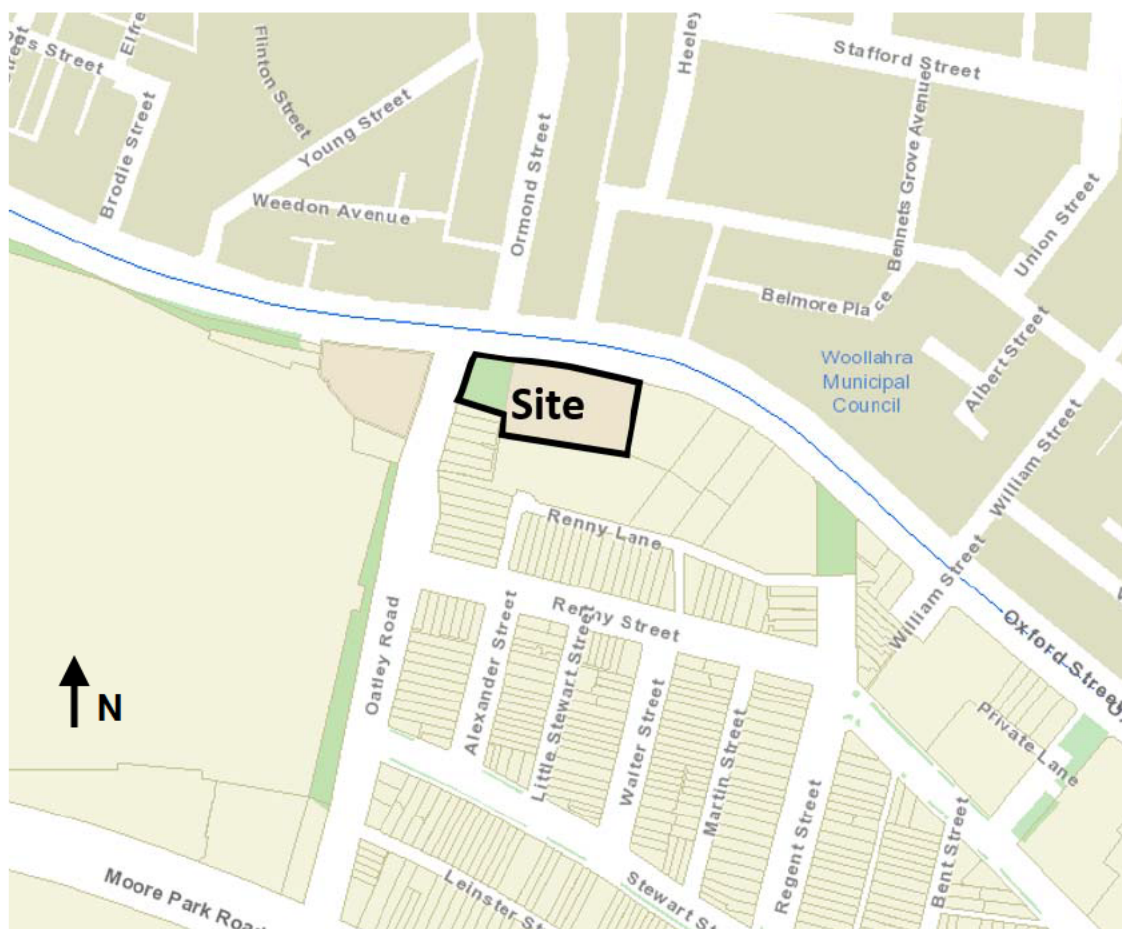 Elfre
Flinton Street
Heeley
Stafford Street
Brodie Street
Young Street
Ormond Street
Bennets Grove Avenue
Weedon Avenue
Union Street
Belmore Place
Albert Street
Woollahra
Municipal
Council
Site
William Street
Renny Lane
William Street
Renny Street
Oxford Street
Oatley Road
Alexander Street
Little Stewart Street
N
Walter Street
Martin Street
Private Lane
Regent Street
Bent Street
Moore Park Road
Leinster S
Stewart St